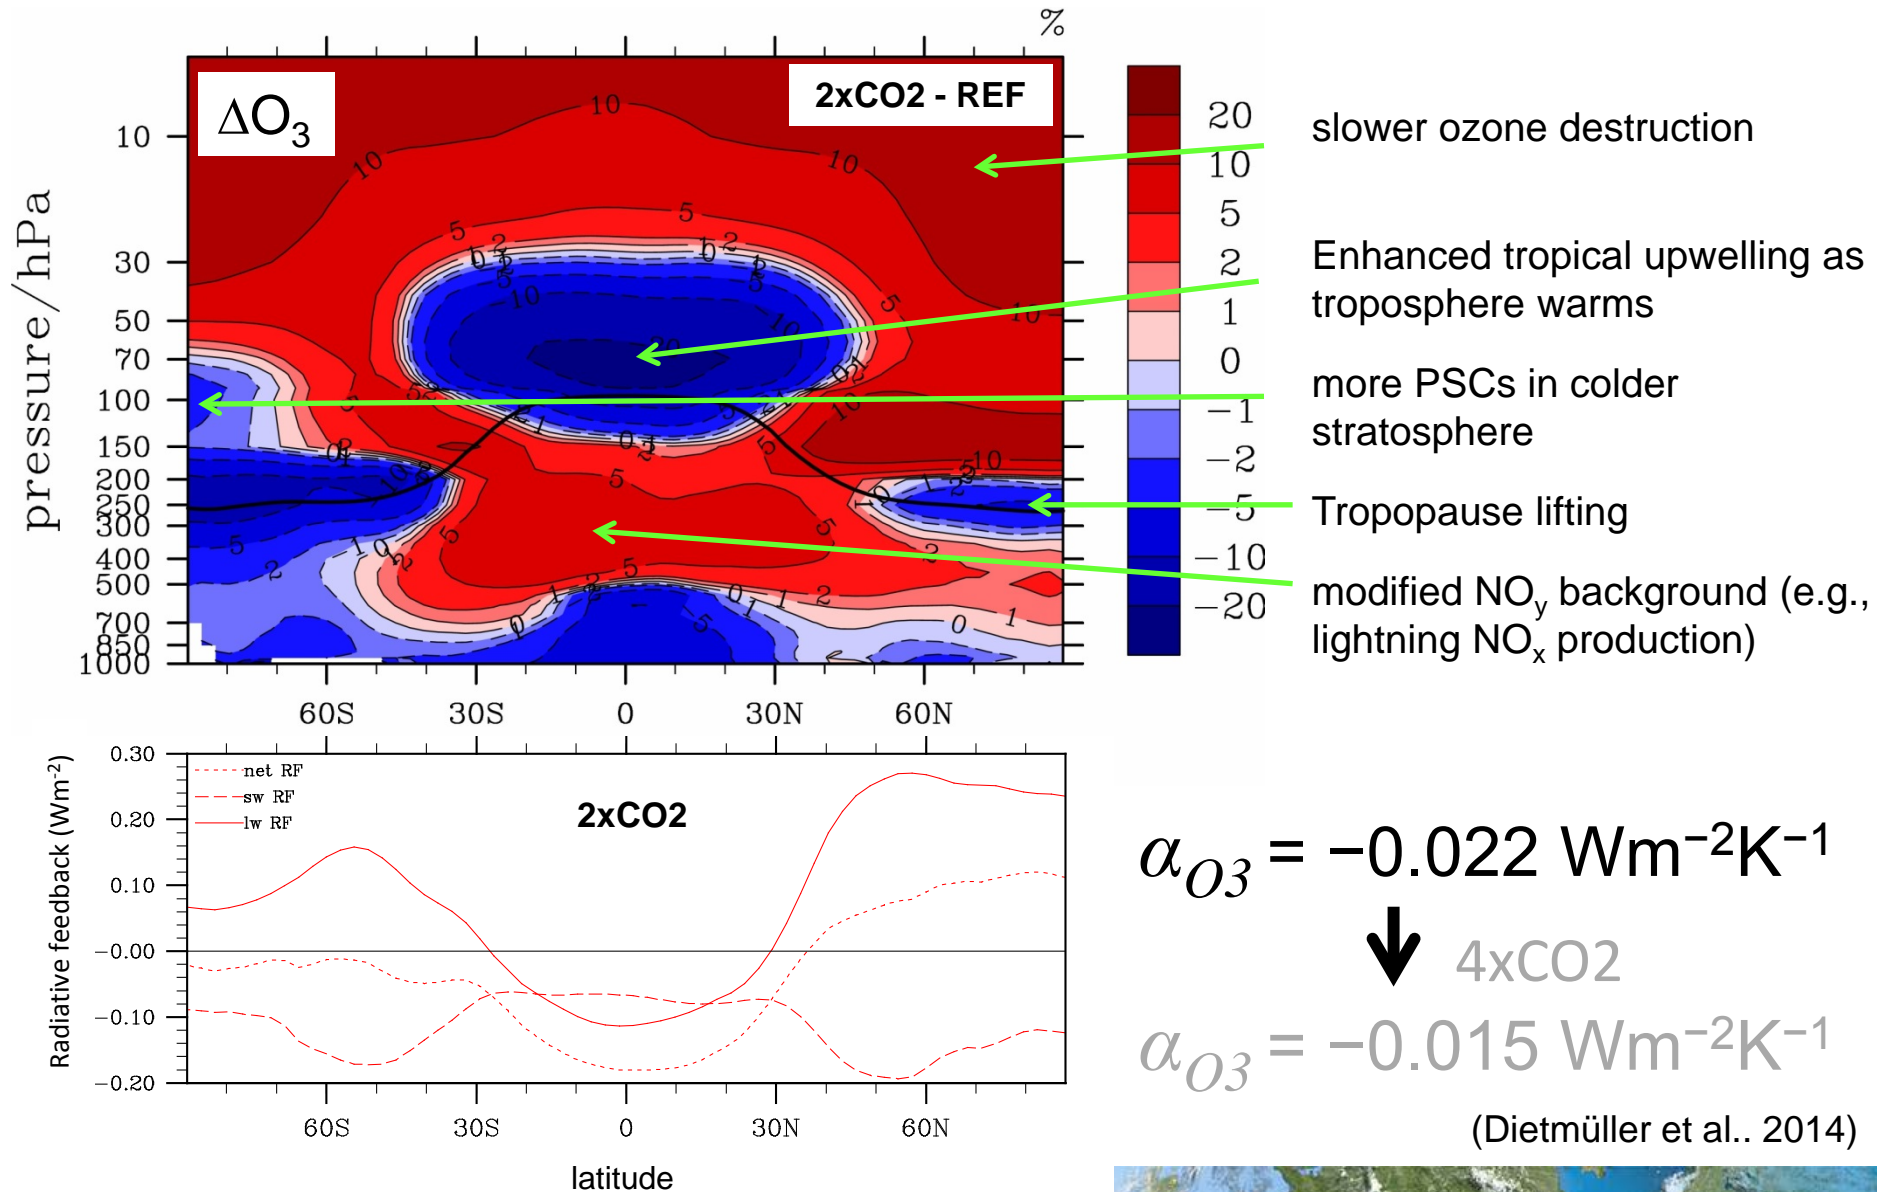 %
ΔO₃
2xCO2 - REF
pressure/hPa
10
30
50
70
100
150
200
250
300
400
500
700
850
1000
60S 30S 0 30N 60N
20
10
5
2
1
0
−1
−2
−5
−10
−20
slower ozone destruction
Enhanced tropical upwelling as
troposphere warms
more PSCs in colder
stratosphere
Tropopause lifting
modified NOy background (e.g.,
lightning NOx production)
Radiative feedback (Wm⁻²)
0.30
0.20
0.10
−0.00
−0.10
−0.20
net RF
sw RF
lw RF
2xCO2
60S 30S 0 30N 60N
latitude
α_O3 = −0.022 Wm⁻²K⁻¹
4xCO2
α_O3 = −0.015 Wm⁻²K⁻¹
(Dietmüller et al.. 2014)